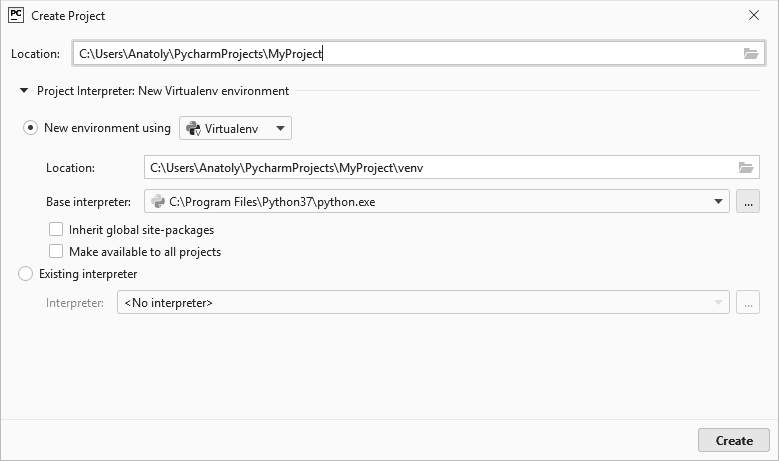 PC Create Project
Location: C:\Users\Anatoly\PycharmProjects\MyProject
Project Interpreter: New Virtualenv environment
New environment using Virtualenv
Location: C:\Users\Anatoly\PycharmProjects\MyProject\venv
Base interpreter: C:\Program Files\Python37\python.exe ...
Inherit global site-packages
Make available to all projects
Existing interpreter
Interpreter: <No interpreter> ...
Create